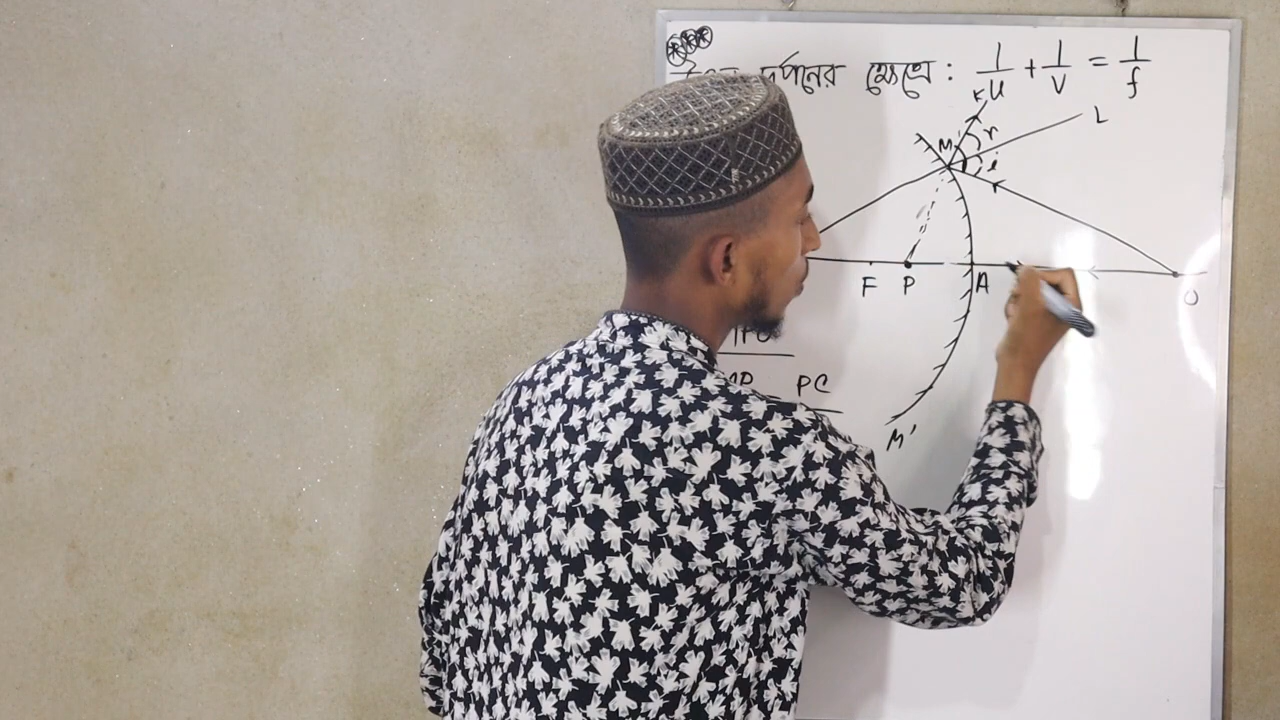 দর্পনের ক্ষেত্রে : 1/u + 1/v = 1/f
K
L
M
r
i
F P A O
PC
M'